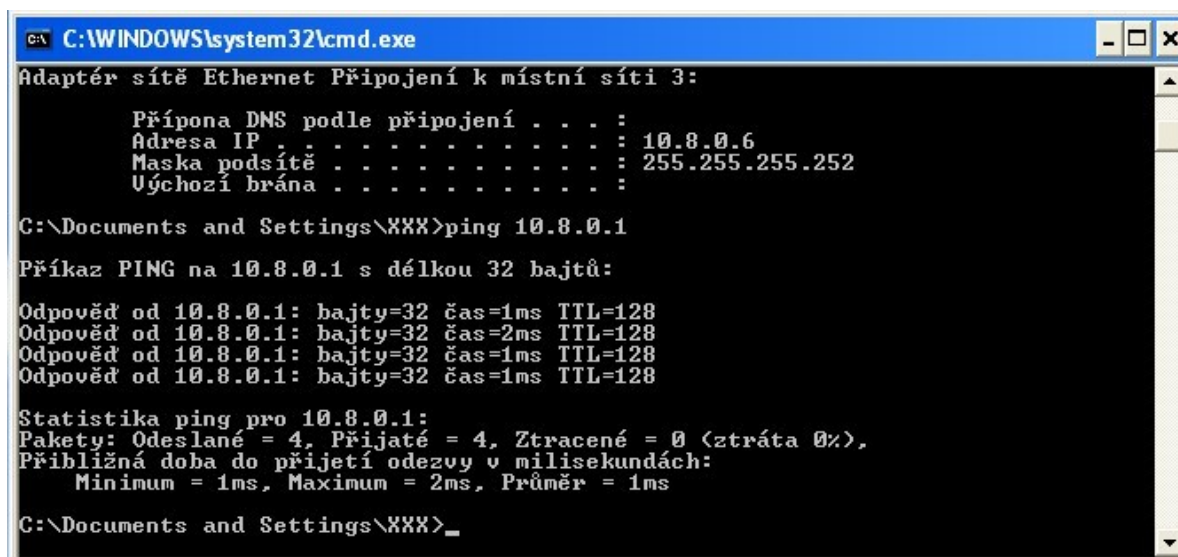 C:\WINDOWS\system32\cmd.exe
Adaptér sítě Ethernet Připojení k místní síti 3:
Přípona DNS podle připojení . . . :
Adresa IP . . . . . . . . . . . . : 10.8.0.6
Maska podsítě . . . . . . . . . . : 255.255.255.252
Výchozí brána . . . . . . . . . . :
C:\Documents and Settings\XXX>ping 10.8.0.1
Příkaz PING na 10.8.0.1 s délkou 32 bajtů:
Odpověď od 10.8.0.1: bajty=32 čas=1ms TTL=128
Odpověď od 10.8.0.1: bajty=32 čas=2ms TTL=128
Odpověď od 10.8.0.1: bajty=32 čas=1ms TTL=128
Odpověď od 10.8.0.1: bajty=32 čas=1ms TTL=128
Statistika ping pro 10.8.0.1:
Pakety: Odeslané = 4, Přijaté = 4, Ztracené = 0 (ztráta 0%),
Přibližná doba do přijetí odezvy v milisekundách:
Minimum = 1ms, Maximum = 2ms, Průměr = 1ms
C:\Documents and Settings\XXX>_